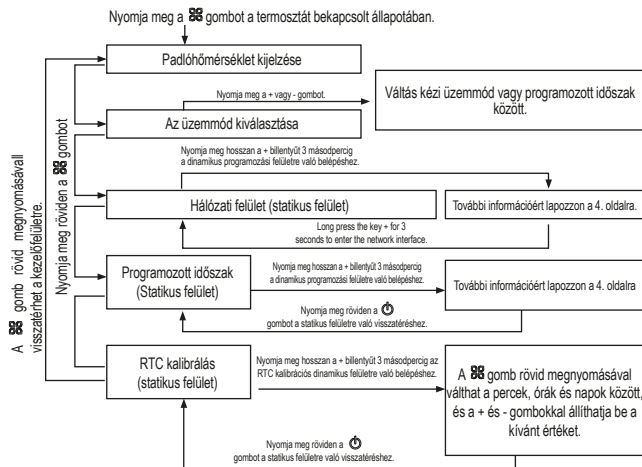 Nyomja meg a gombot a termosztát bekapcsolt állapotában.
Padlóhőmérséklet kijelzése
Nyomja meg a + vagy - gombot.
Az üzemmód kiválasztása
Váltás kézi üzemmód vagy programozott időszak
között.
Nyomja meg hosszan a + billentyűt 3 másodpercig
a dinamikus programozási felületre való belépéshez.
Hálózati felület (statikus felület)
További információért lapozzon a 4. oldalra.
Long press the key + for 3
seconds to enter the network interface.
Programozott időszak
(Statikus felület)
Nyomja meg hosszan a + billentyűt 3 másodpercig
a dinamikus programozási felületre való belépéshez.
További információért lapozzon a 4. oldalra
Nyomja meg röviden a
gombot a statikus felületre való visszatéréshez.
RTC kalibrálás
(statikus felület)
Nyomja meg hosszan a + billentyűt 3 másodpercig az
RTC kalibrációs dinamikus felületre való belépéshez.
A gomb rövid megnyomásával
válthat a percek, órák és napok között,
és a + és - gombokkal állíthatja be a
kívánt értéket.
Nyomja meg röviden a
gombot a statikus felületre való visszatéréshez.
A gomb rövid megnyomásávall
visszatérhet a kezelőfelületre.
Nyomja meg röviden a gombot